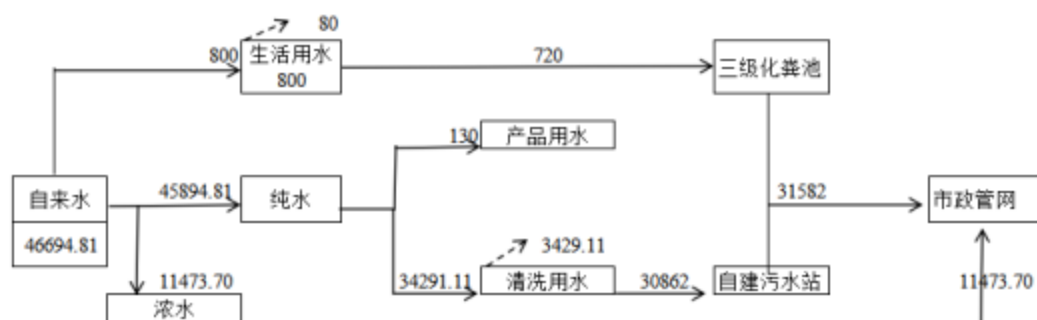 80
800
生活用水
800
720
三级化粪池
130
产品用水
自来水
46694.81
45894.81
纯水
31582
市政管网
3429.11
11473.70
浓水
34291.11
清洗用水
30862
自建污水站
11473.70